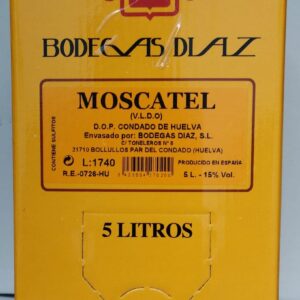 BODEGAS DIAZ
MOSCATEL
(V.L.D.O)
D.O.P. CONDADO DE HUELVA
Envasado por: BODEGAS DIAZ, S.L.
C/ TONELEROS Nº 6
21710 BOLLULLOS PAR DEL CONDADO (HUELVA)
CONTIENE SULFITOS
L:1740
R.E.-0726-HU
PRODUCIDO EN ESPAÑA
5 L. - 15% Vol.
5 LITROS